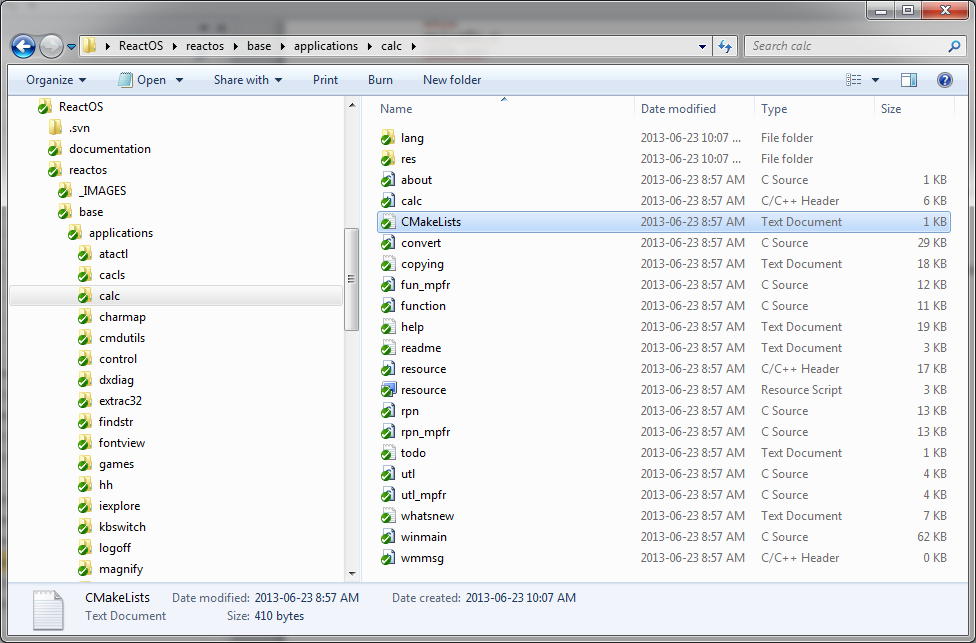 ReactOS reactos base applications calc Search calc
Organize Open Share with Print Burn New folder
ReactOS
.svn
documentation
reactos
_IMAGES
base
applications
atactl
cacls
calc
charmap
cmdutils
control
dxdiag
extrac32
findstr
fontview
games
hh
iexplore
kbswitch
logoff
magnify
Name Date modified Type Size
lang 2013-06-23 10:07 ... File folder
res 2013-06-23 10:07 ... File folder
about 2013-06-23 8:57 AM C Source 1 KB
calc 2013-06-23 8:57 AM C/C++ Header 6 KB
CMakeLists 2013-06-23 8:57 AM Text Document 1 KB
convert 2013-06-23 8:57 AM C Source 29 KB
copying 2013-06-23 8:57 AM Text Document 18 KB
fun_mpfr 2013-06-23 8:57 AM C Source 12 KB
function 2013-06-23 8:57 AM C Source 11 KB
help 2013-06-23 8:57 AM Text Document 19 KB
readme 2013-06-23 8:57 AM Text Document 3 KB
resource 2013-06-23 8:57 AM C/C++ Header 17 KB
resource 2013-06-23 8:57 AM Resource Script 3 KB
rpn 2013-06-23 8:57 AM C Source 13 KB
rpn_mpfr 2013-06-23 8:57 AM C Source 13 KB
todo 2013-06-23 8:57 AM Text Document 1 KB
utl 2013-06-23 8:57 AM C Source 4 KB
utl_mpfr 2013-06-23 8:57 AM C Source 4 KB
whatsnew 2013-06-23 8:57 AM Text Document 7 KB
winmain 2013-06-23 8:57 AM C Source 62 KB
wmmsg 2013-06-23 8:57 AM C/C++ Header 0 KB
CMakeLists Date modified: 2013-06-23 8:57 AM Date created: 2013-06-23 10:07 AM
Text Document Size: 410 bytes